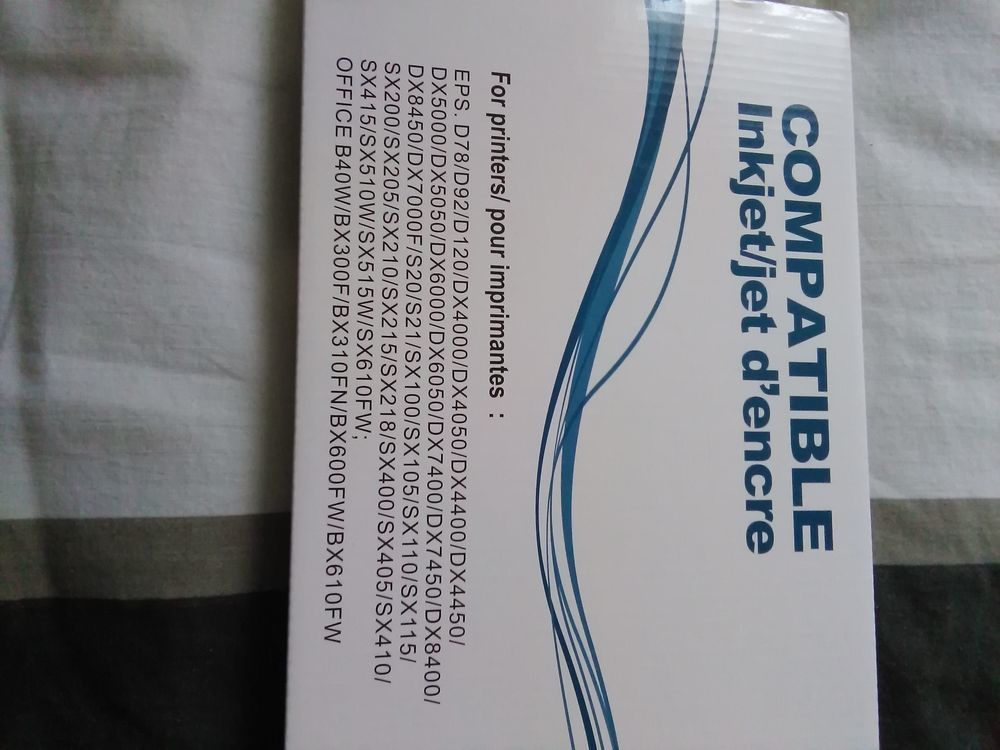 COMPATIBLE
Inkjet/jet d'encre
For printers/ pour imprimantes :
EPS. D78/D92/D120/DX4000/DX4050/DX4400/DX4450/
DX5000/DX5050/DX6000/DX6050/DX7400/DX7450/DX8400/
DX8450/DX7000F/S20/S21/SX100/SX105/SX110/SX115/
SX200/SX205/SX210/SX215/SX218/SX400/SX405/SX410/
SX415/SX510W/SX515W/SX610FW;
OFFICE B40W/BX300F/BX310FN/BX600FW/BX610FW